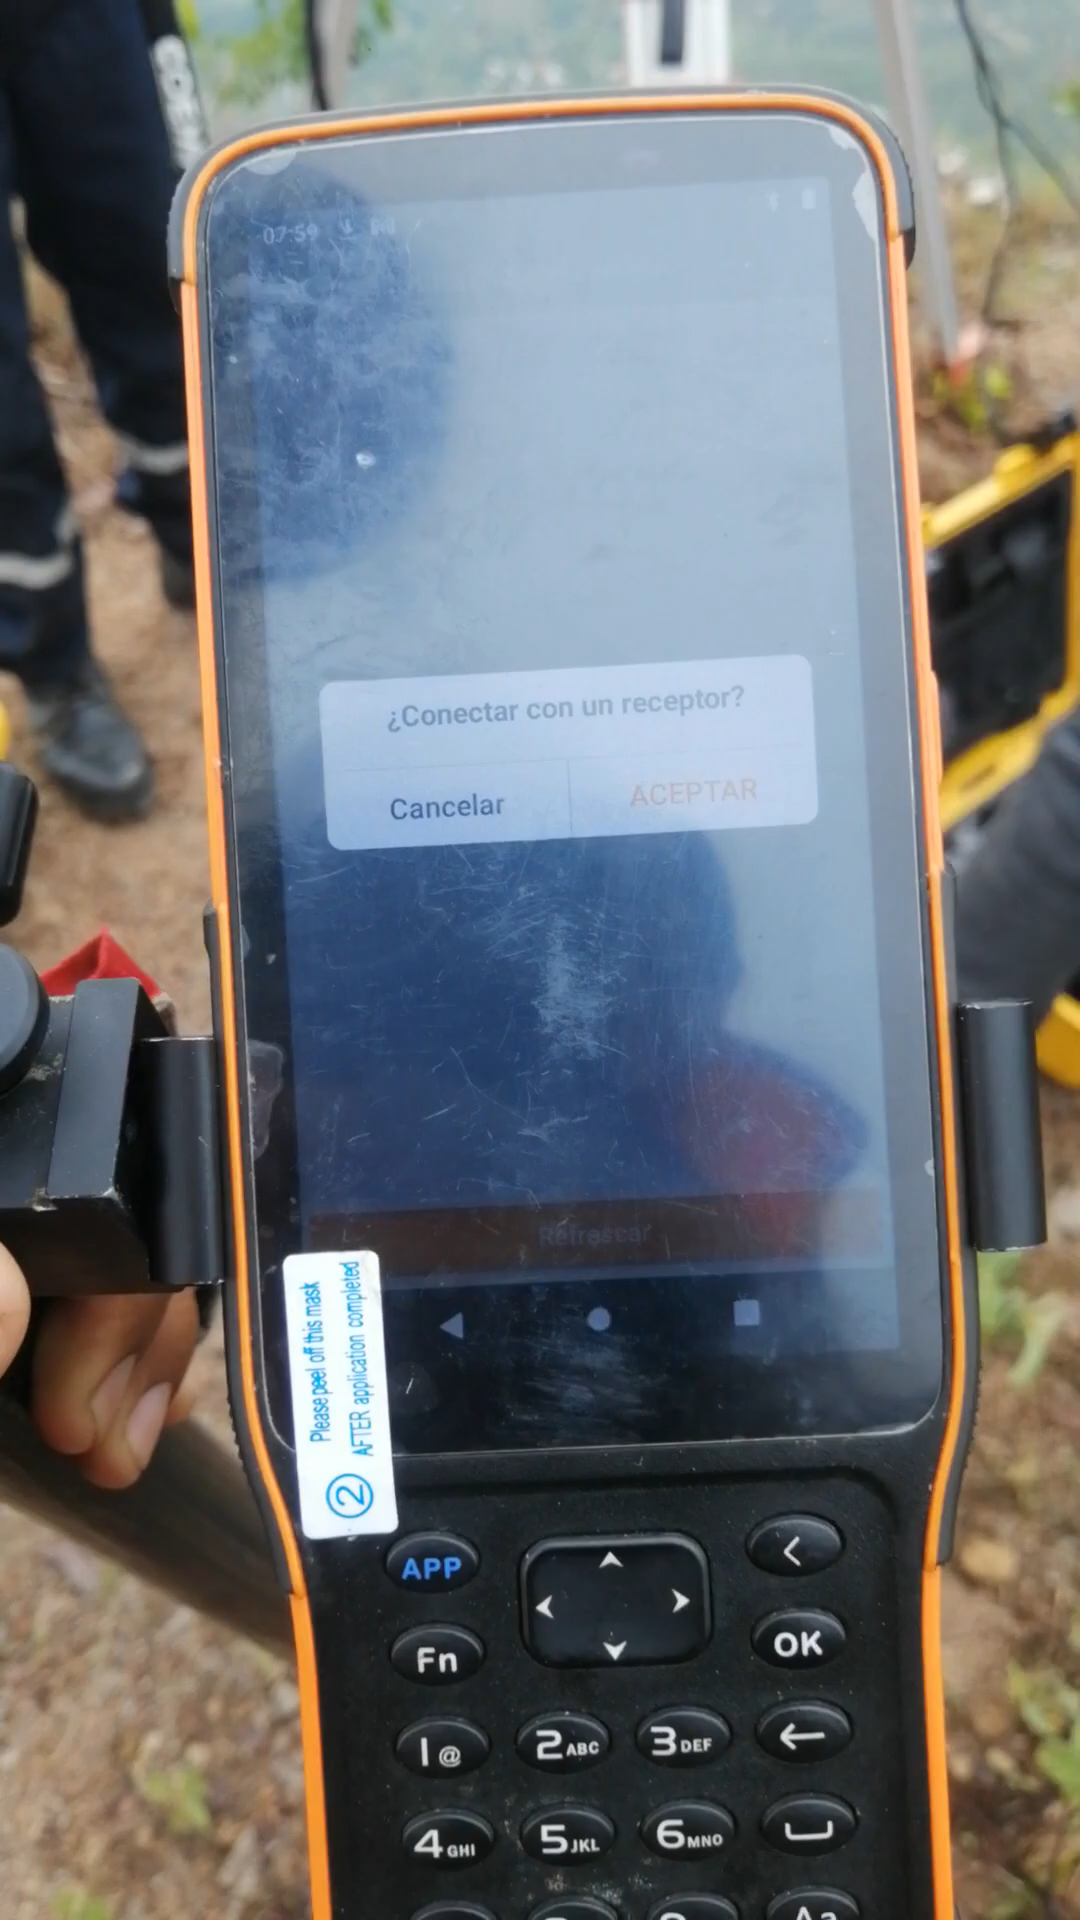 07:59
¿Conectar con un receptor?
Cancelar
ACEPTAR
Refrescar
Please peel off this mask
AFTER application completed
2
APP
Fn
OK
1@
2ABC
3DEF
4GHI
5JKL
6MNO